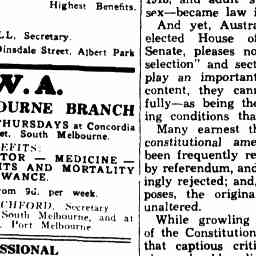 Highest Benefits.
LL, Secretary.
Dinsdale Street, Albert Park
W.A.
OURNE BRANCH
THURSDAYS at Concordia
et, South Melbourne.
EFITS:
TOR — MEDICINE —
ITS AND MORTALITY
WANCE.
rom 9d. per week.
CHFORD, Secretary
South Melbourne, and at
Port Melbourne
SSIONAL
1918, and adult s
sex—became law i
And yet, Austra
elected House of
Senate, pleases no
selection" and sect
play an important
content, they cann
fully—as being the
ing conditions tha
Many earnest th
constitutional ame
been frequently re
by referendum, and
ingly rejected; and,
poses, the origina
unaltered.
While growling
of the Constitution
that captious criti